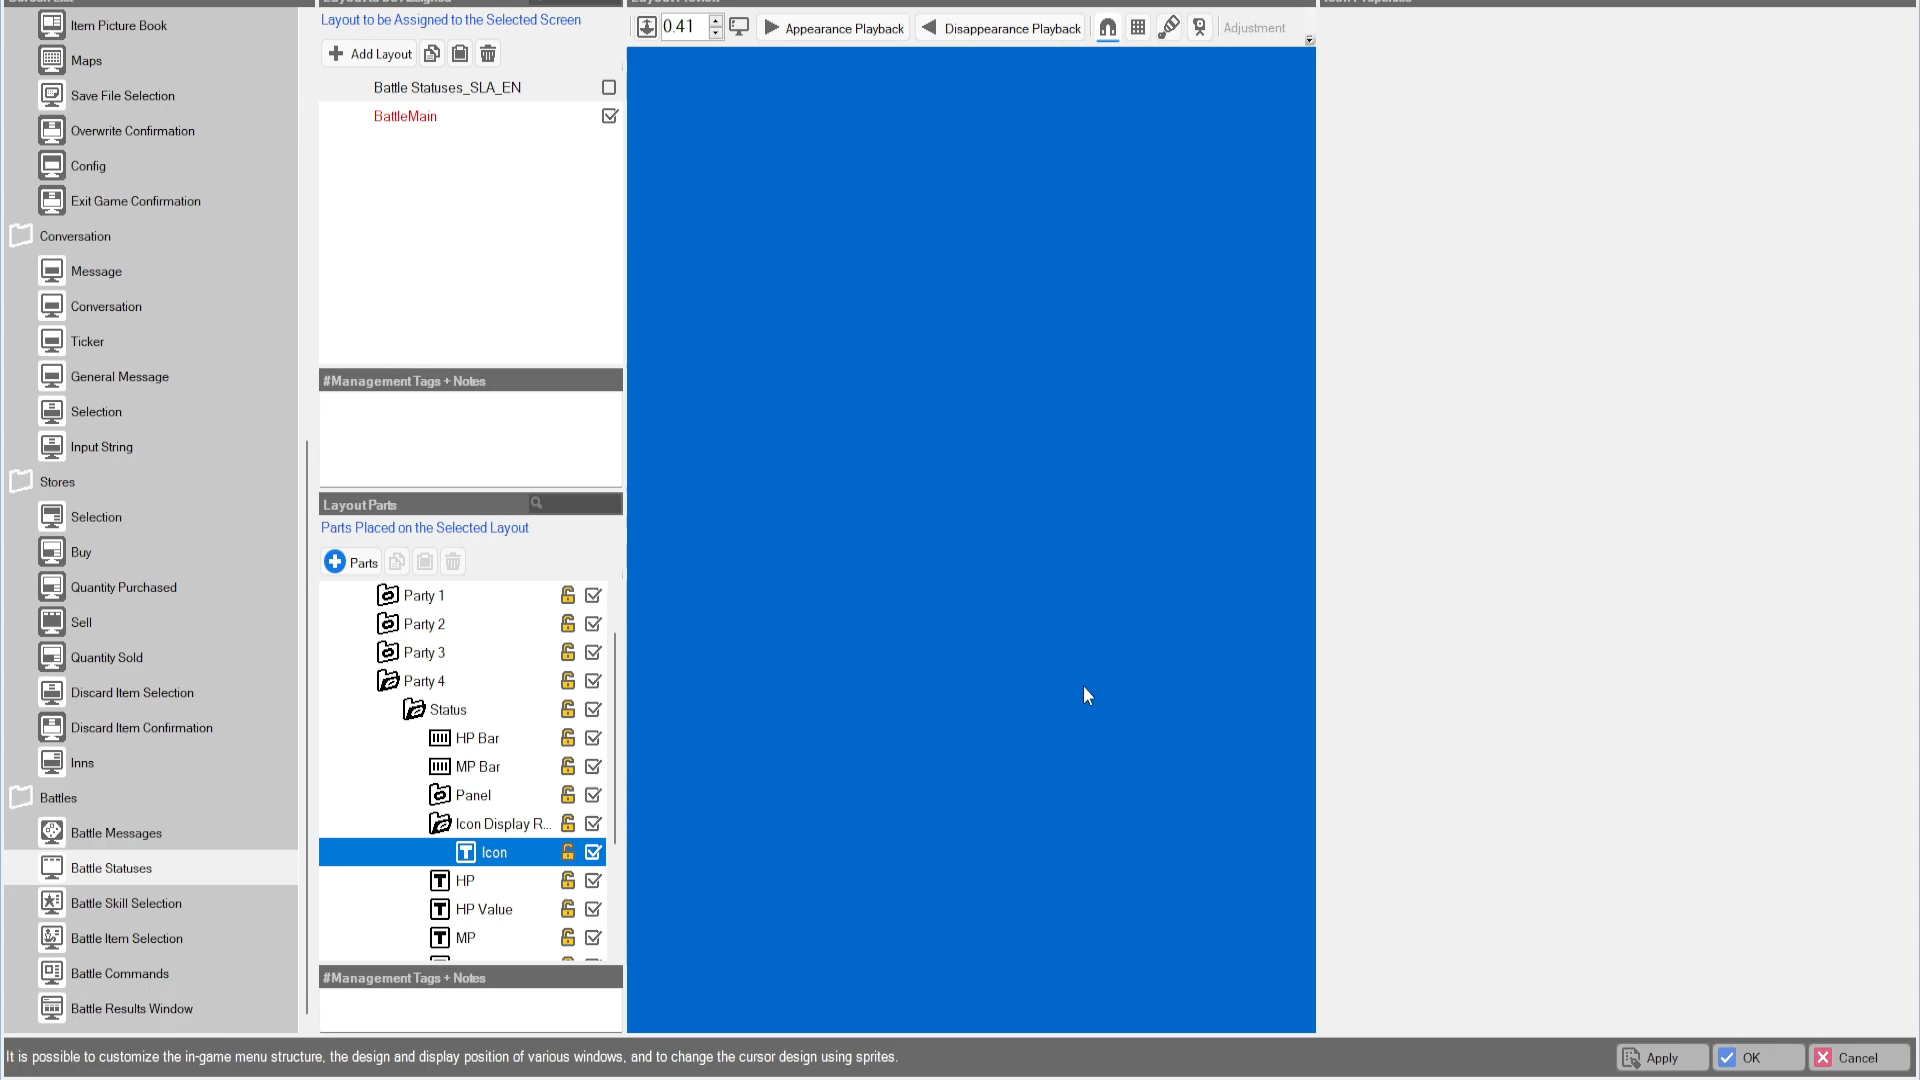 Item Picture Book
Maps
Save File Selection
Overwrite Confirmation
Config
Exit Game Confirmation
Conversation
Message
Conversation
Ticker
General Message
Selection
Input String
Stores
Selection
Buy
Quantity Purchased
Sell
Quantity Sold
Discard Item Selection
Discard Item Confirmation
Inns
Battles
Battle Messages
Battle Statuses
Battle Skill Selection
Battle Item Selection
Battle Commands
Battle Results Window
Layout to be Assigned to the Selected Screen
Add Layout
Battle Statuses_SLA_EN
BattleMain
#Management Tags + Notes
Layout Parts
Parts Placed on the Selected Layout
Parts
Party 1
Party 2
Party 3
Party 4
Status
HP Bar
MP Bar
Panel
Icon Display R...
Icon
HP
HP Value
MP
#Management Tags + Notes
0.41
Appearance Playback
Disappearance Playback
Adjustment
It is possible to customize the in-game menu structure, the design and display position of various windows, and to change the cursor design using sprites.
Apply
OK
Cancel